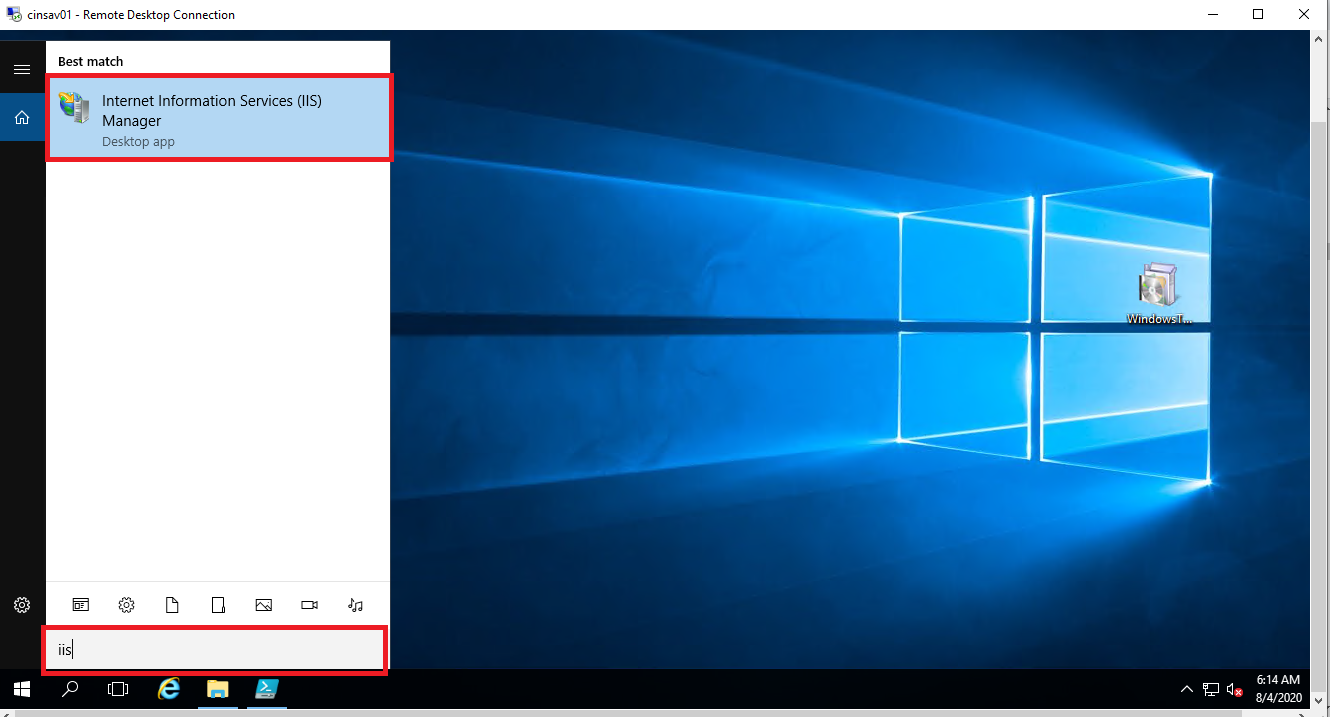 cinsav01 - Remote Desktop Connection
Best match
Internet Information Services (IIS)
Manager
Desktop app
WindowsT...
iis
6:14 AM
8/4/2020